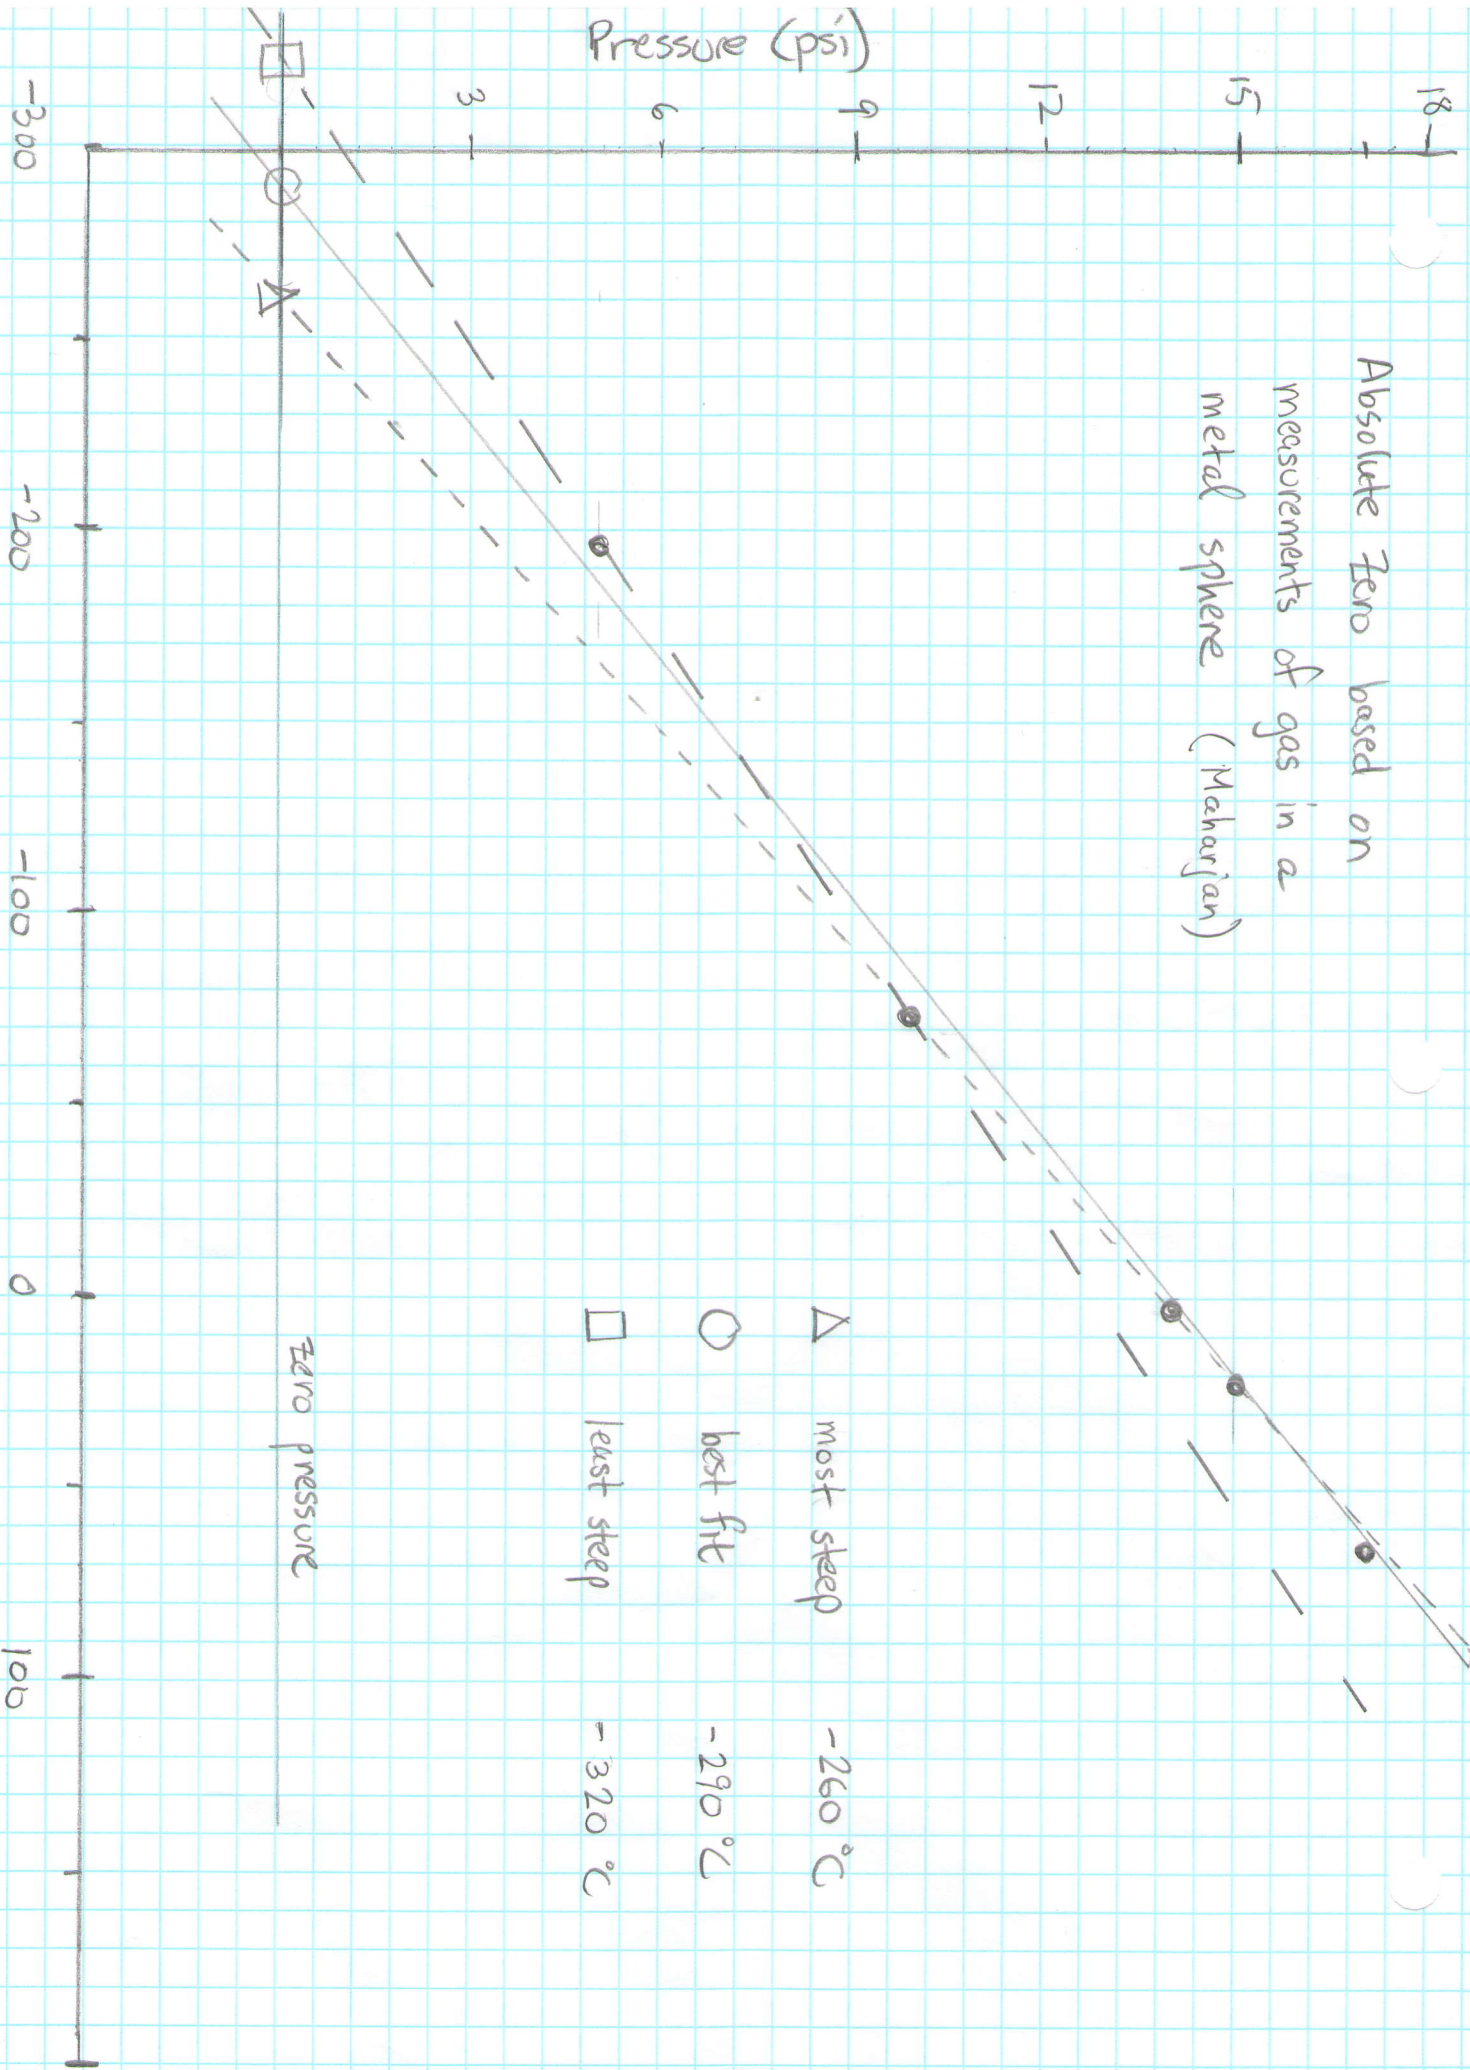 Absolute Zero based on
measurements of gas in a
metal sphere (Maharjan)
Pressure (psi)
18
15
12
9
6
3
△ most steep -260 °C
○ best fit -290 °C
□ least steep -320 °C
zero pressure
-300
-200
-100
0
100